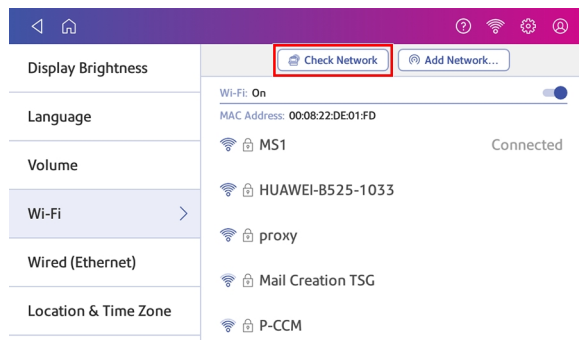 Check Network
Add Network...
Display Brightness
Language
Volume
Wi-Fi
Wired (Ethernet)
Location & Time Zone
Wi-Fi: On
MAC Address: 00:08:22:DE:01:FD
MS1 Connected
HUAWEI-B525-1033
proxy
Mail Creation TSG
P-CCM